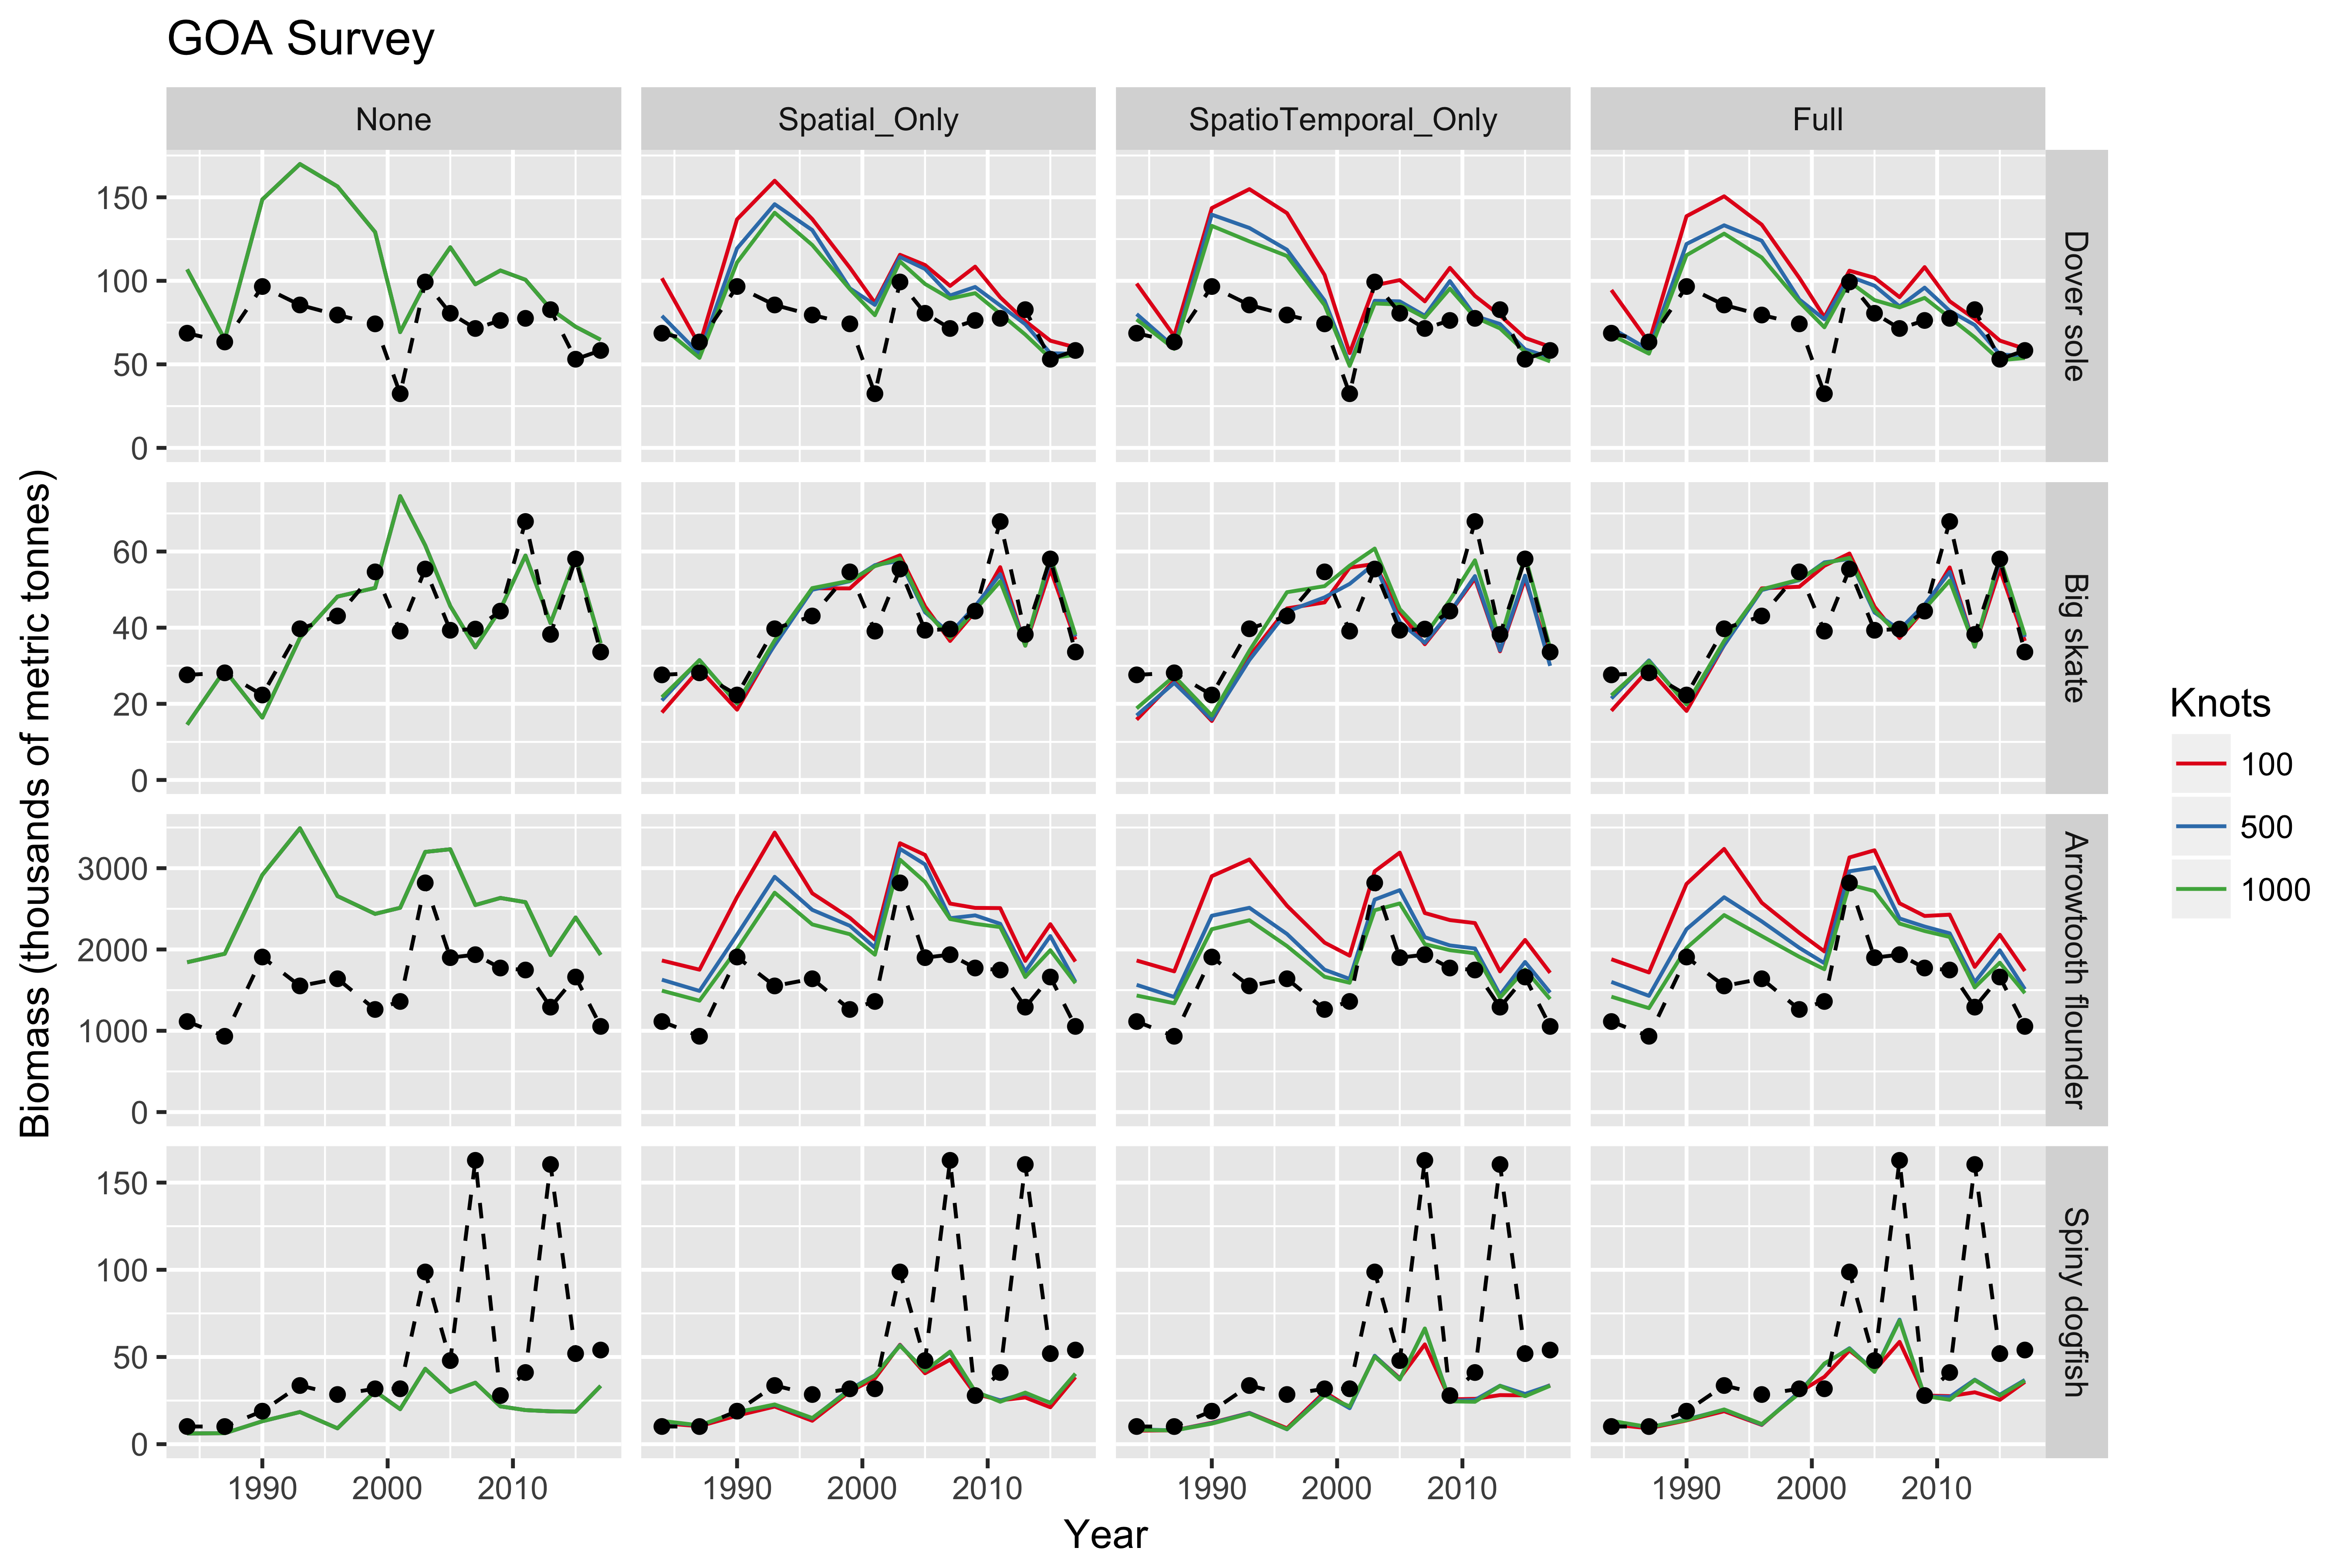 GOA Survey
None
Spatial_Only
SpatioTemporal_Only
Full
150
100
50
0
Dover sole
60
40
20
0
Big skate
3000
2000
1000
0
Arrowtooth flounder
150
100
50
0
Spiny dogfish
1990 2000 2010
1990 2000 2010
1990 2000 2010
1990 2000 2010
Year
Biomass (thousands of metric tonnes)
Knots
100
500
1000